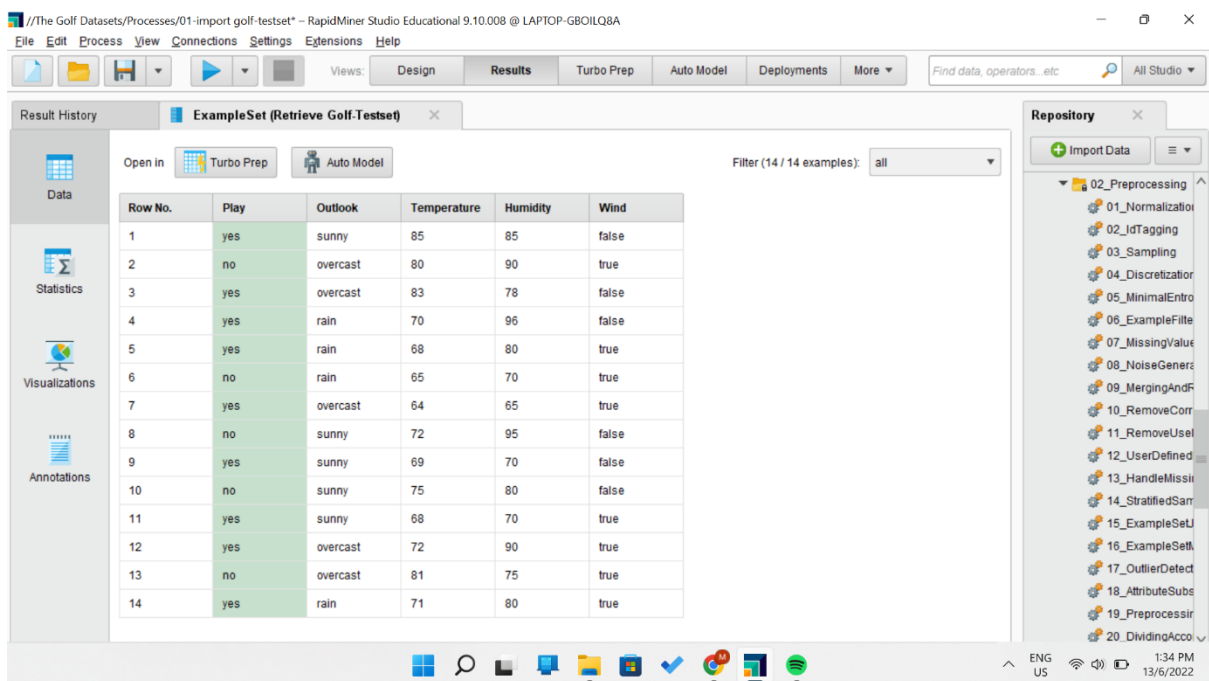 //The Golf Datasets/Processes/01-import golf-testset* – RapidMiner Studio Educational 9.10.008 @ LAPTOP-GBOILQ8A
File Edit Process View Connections Settings Extensions Help
Views: Design Results Turbo Prep Auto Model Deployments More Find data, operators...etc All Studio
Result History ExampleSet (Retrieve Golf-Testset) Repository
Open in Turbo Prep Auto Model Filter (14 / 14 examples): all
Import Data
Data
Statistics
Visualizations
Annotations
Row No. Play Outlook Temperature Humidity Wind
1 yes sunny 85 85 false
2 no overcast 80 90 true
3 yes overcast 83 78 false
4 yes rain 70 96 false
5 yes rain 68 80 true
6 no rain 65 70 true
7 yes overcast 64 65 true
8 no sunny 72 95 false
9 yes sunny 69 70 false
10 no sunny 75 80 false
11 yes sunny 68 70 true
12 yes overcast 72 90 true
13 no overcast 81 75 true
14 yes rain 71 80 true
02_Preprocessing
01_Normalization
02_IdTagging
03_Sampling
04_Discretization
05_MinimalEntro
06_ExampleFilte
07_MissingValue
08_NoiseGenera
09_MergingAndR
10_RemoveCorr
11_RemoveUsel
12_UserDefined
13_HandleMissin
14_StratifiedSam
15_ExampleSetJ
16_ExampleSetM
17_OutlierDetect
18_AttributeSubs
19_Preprocessin
20_DividingAcco
ENG
US
1:34 PM
13/6/2022